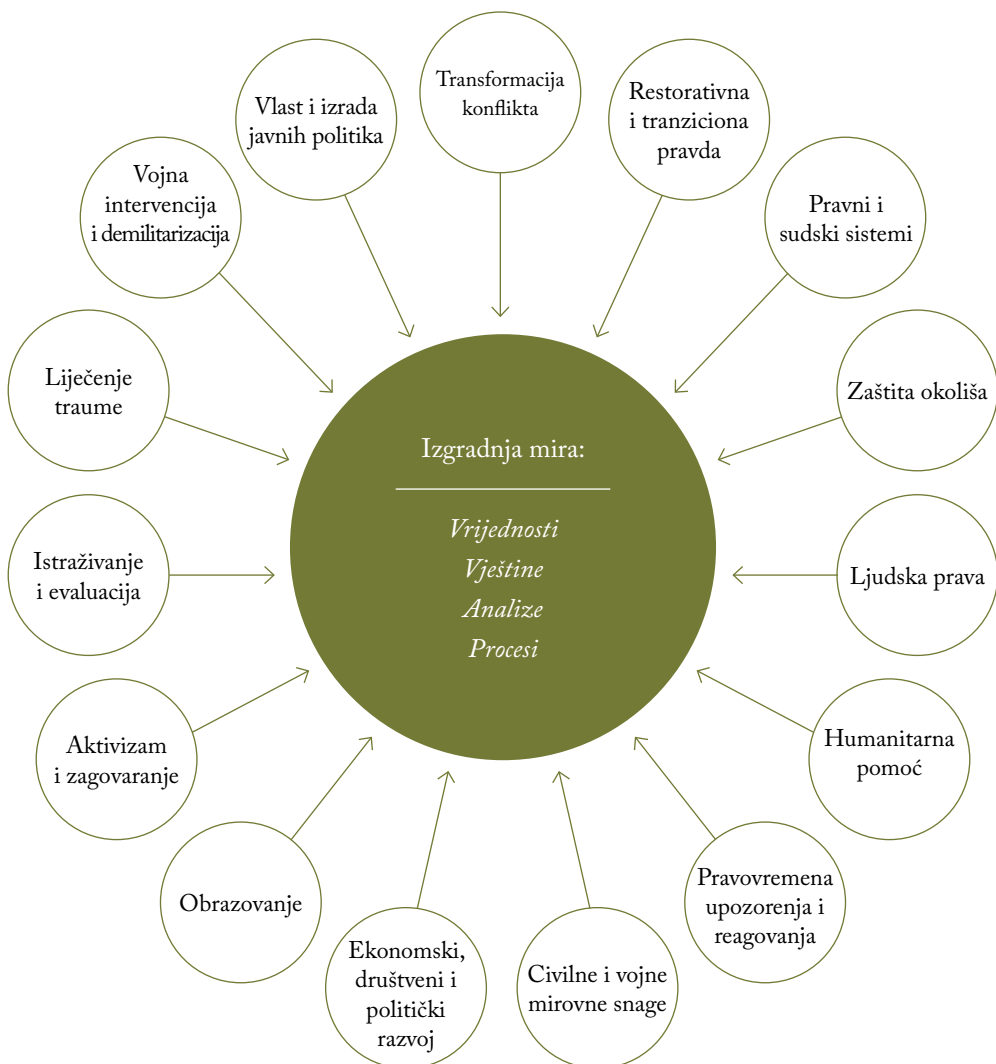 Transformacija
konflikta
Restorativna
i tranziciona
pravda
Pravni i
sudski sistemi
Zaštita okoliša
Ljudska prava
Humanitarna
pomoć
Pravovremena
upozorenja i
reagovanja
Civilne i vojne
mirovne snage
Ekonomski,
društveni i
politički
razvoj
Obrazovanje
Aktivizam
i zagovaranje
Istraživanje
i evaluacija
Liječenje
traume
Vojna
intervencija
i demilitarizacija
Vlast i izrada
javnih politika
Izgradnja mira:
Vrijednosti
Vještine
Analize
Procesi